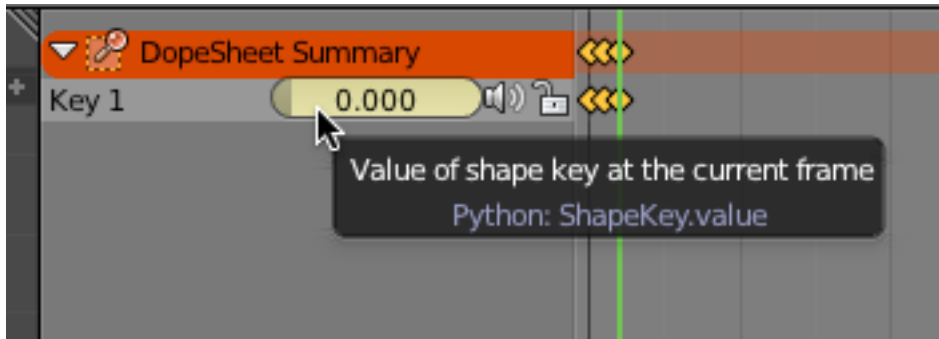 DopeSheet Summary
Key 1 0.000
Value of shape key at the current frame
Python: ShapeKey.value